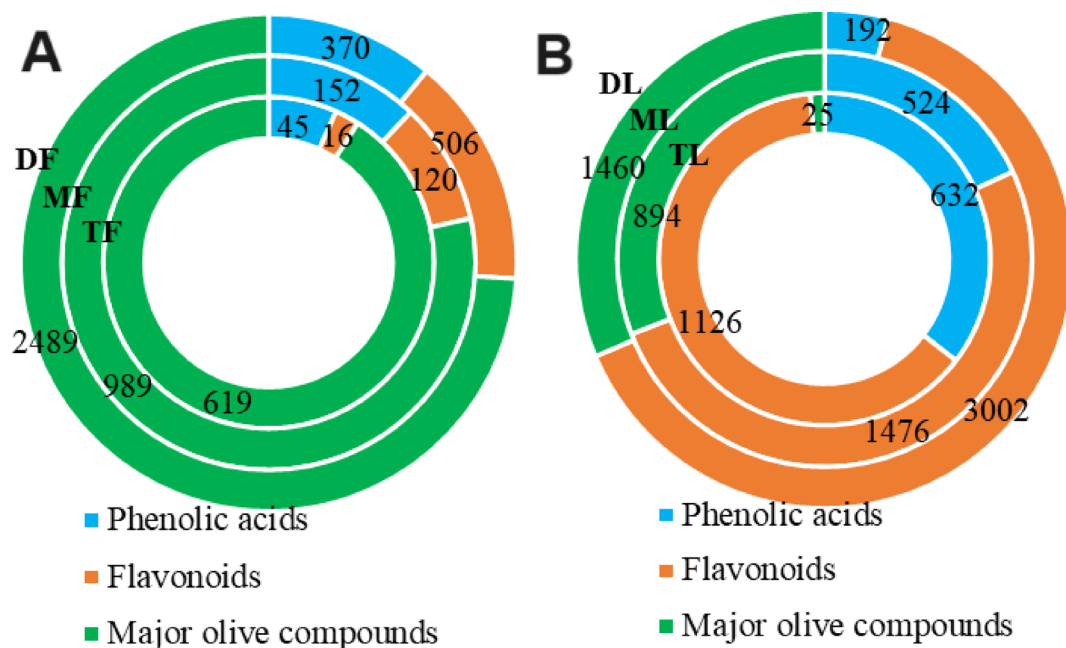 A
370
152
45
16
506
120
DF
MF
TF
2489
989
619
Phenolic acids
Flavonoids
Major olive compounds
B
192
DL
524
25
ML
TL
1460
632
894
1126
3002
1476
Phenolic acids
Flavonoids
Major olive compounds